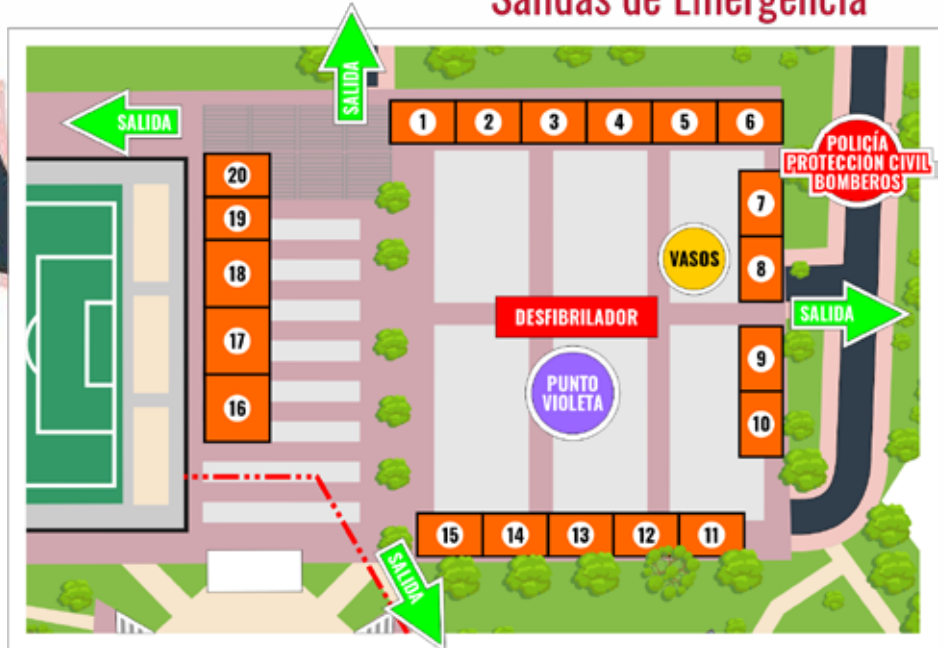 Salidas de Emergencia
SALIDA
SALIDA
1 2 3 4 5 6
POLICÍA
PROTECCIÓN CIVIL
BOMBEROS
20
19
18
17
16
7
8
VASOS
DESFIBRILADOR
SALIDA
PUNTO
VIOLETA
9
10
15 14 13 12 11
SALIDA